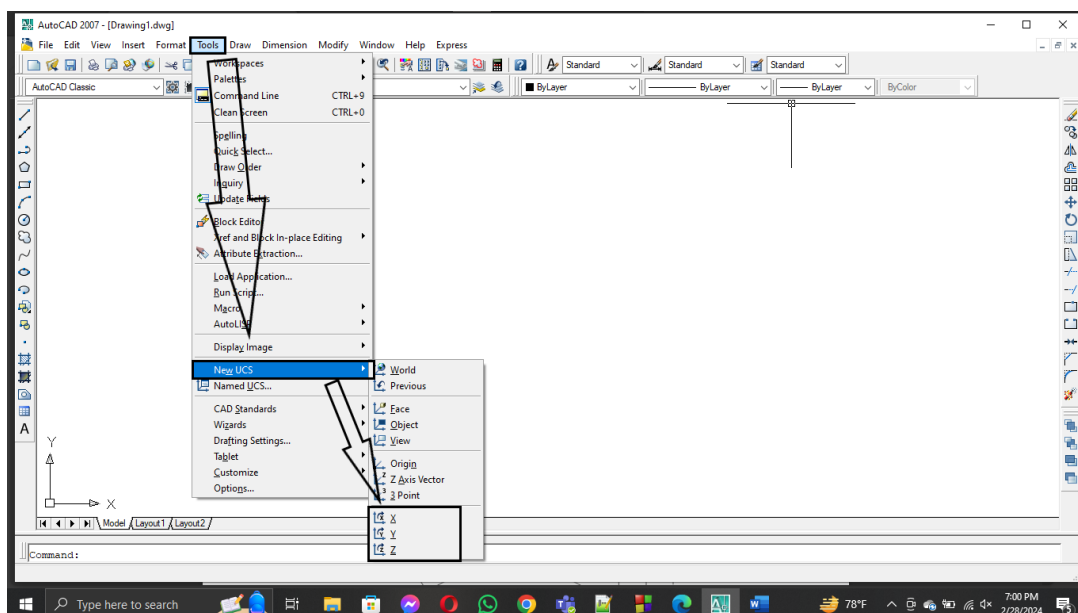 AutoCAD 2007 - [Drawing1.dwg]
File Edit View Insert Format Tools Draw Dimension Modify Window Help Express
Standard Standard Standard
AutoCAD Classic ByLayer ByLayer ByLayer ByColor
Workspaces
Palettes
Command Line CTRL+9
Clean Screen CTRL+0
Spelling
Quick Select...
Draw Order
Inquiry
Update Fields
Block Editor
Xref and Block In-place Editing
Attribute Extraction...
Load Application...
Run Script...
Macro
AutoLISP
Display Image
New UCS
Named UCS...
CAD Standards
Wizards
Drafting Settings...
Tablet
Customize
Options...
World
Previous
Face
Object
View
Origin
Z Axis Vector
3 Point
X
Y
Z
A
Y
X
Model Layout1 Layout2
Command:
Type here to search
78°F
7:00 PM
2/28/2024